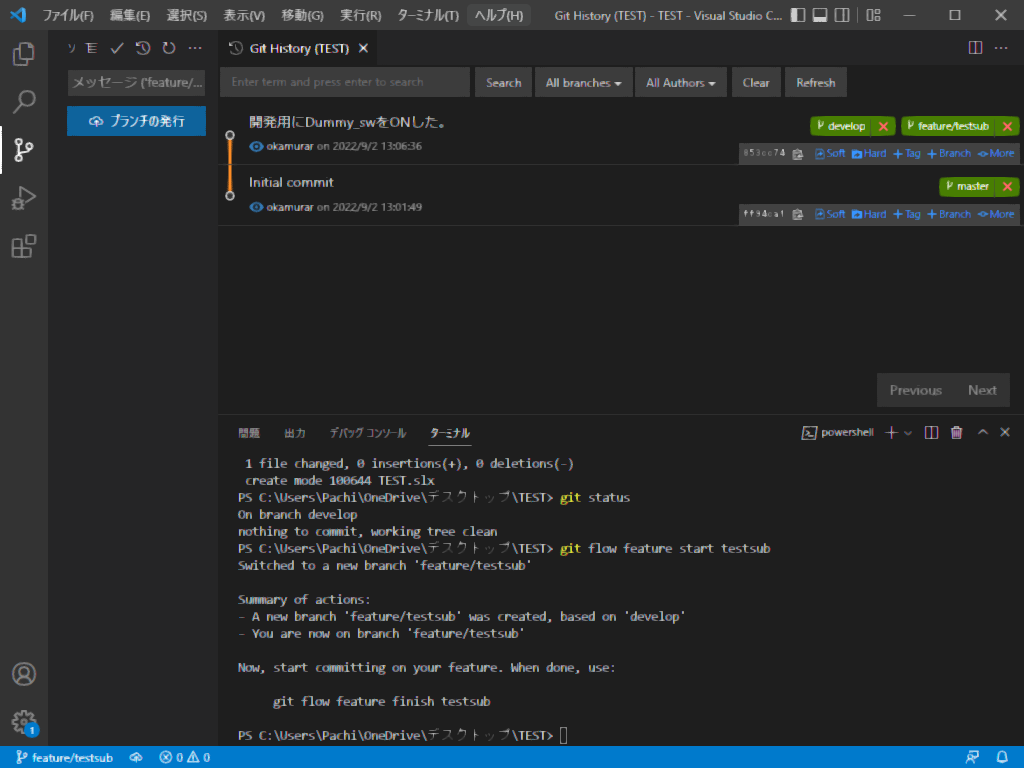 ファイル(F) 編集(E) 選択(S) 表示(V) 移動(G) 実行(R) ターミナル(T) ヘルプ(H) Git History (TEST) - TEST - Visual Studio C...
Git History (TEST)
メッセージ ('feature/...
ブランチの発行
Enter term and press enter to search Search All branches All Authors Clear Refresh
開発用にDummy_swをONした。
develop feature/testsub
okamurar on 2022/9/2 13:06:36
Soft Hard +Tag +Branch More
Initial commit
master
okamurar on 2022/9/2 13:01:49
Soft Hard +Tag +Branch More
Previous Next
問題 出力 デバッグ コンソール ターミナル powershell
1 file changed, 0 insertions(+), 0 deletions(-)
create mode 100644 TEST.slx
PS C:\Users\Pachi\OneDrive\デスクトップ\TEST> git status
On branch develop
nothing to commit, working tree clean
PS C:\Users\Pachi\OneDrive\デスクトップ\TEST> git flow feature start testsub
Switched to a new branch 'feature/testsub'
Summary of actions:
- A new branch 'feature/testsub' was created, based on 'develop'
- You are now on branch 'feature/testsub'
Now, start committing on your feature. When done, use:
git flow feature finish testsub
PS C:\Users\Pachi\OneDrive\デスクトップ\TEST>
1
feature/testsub 0 0